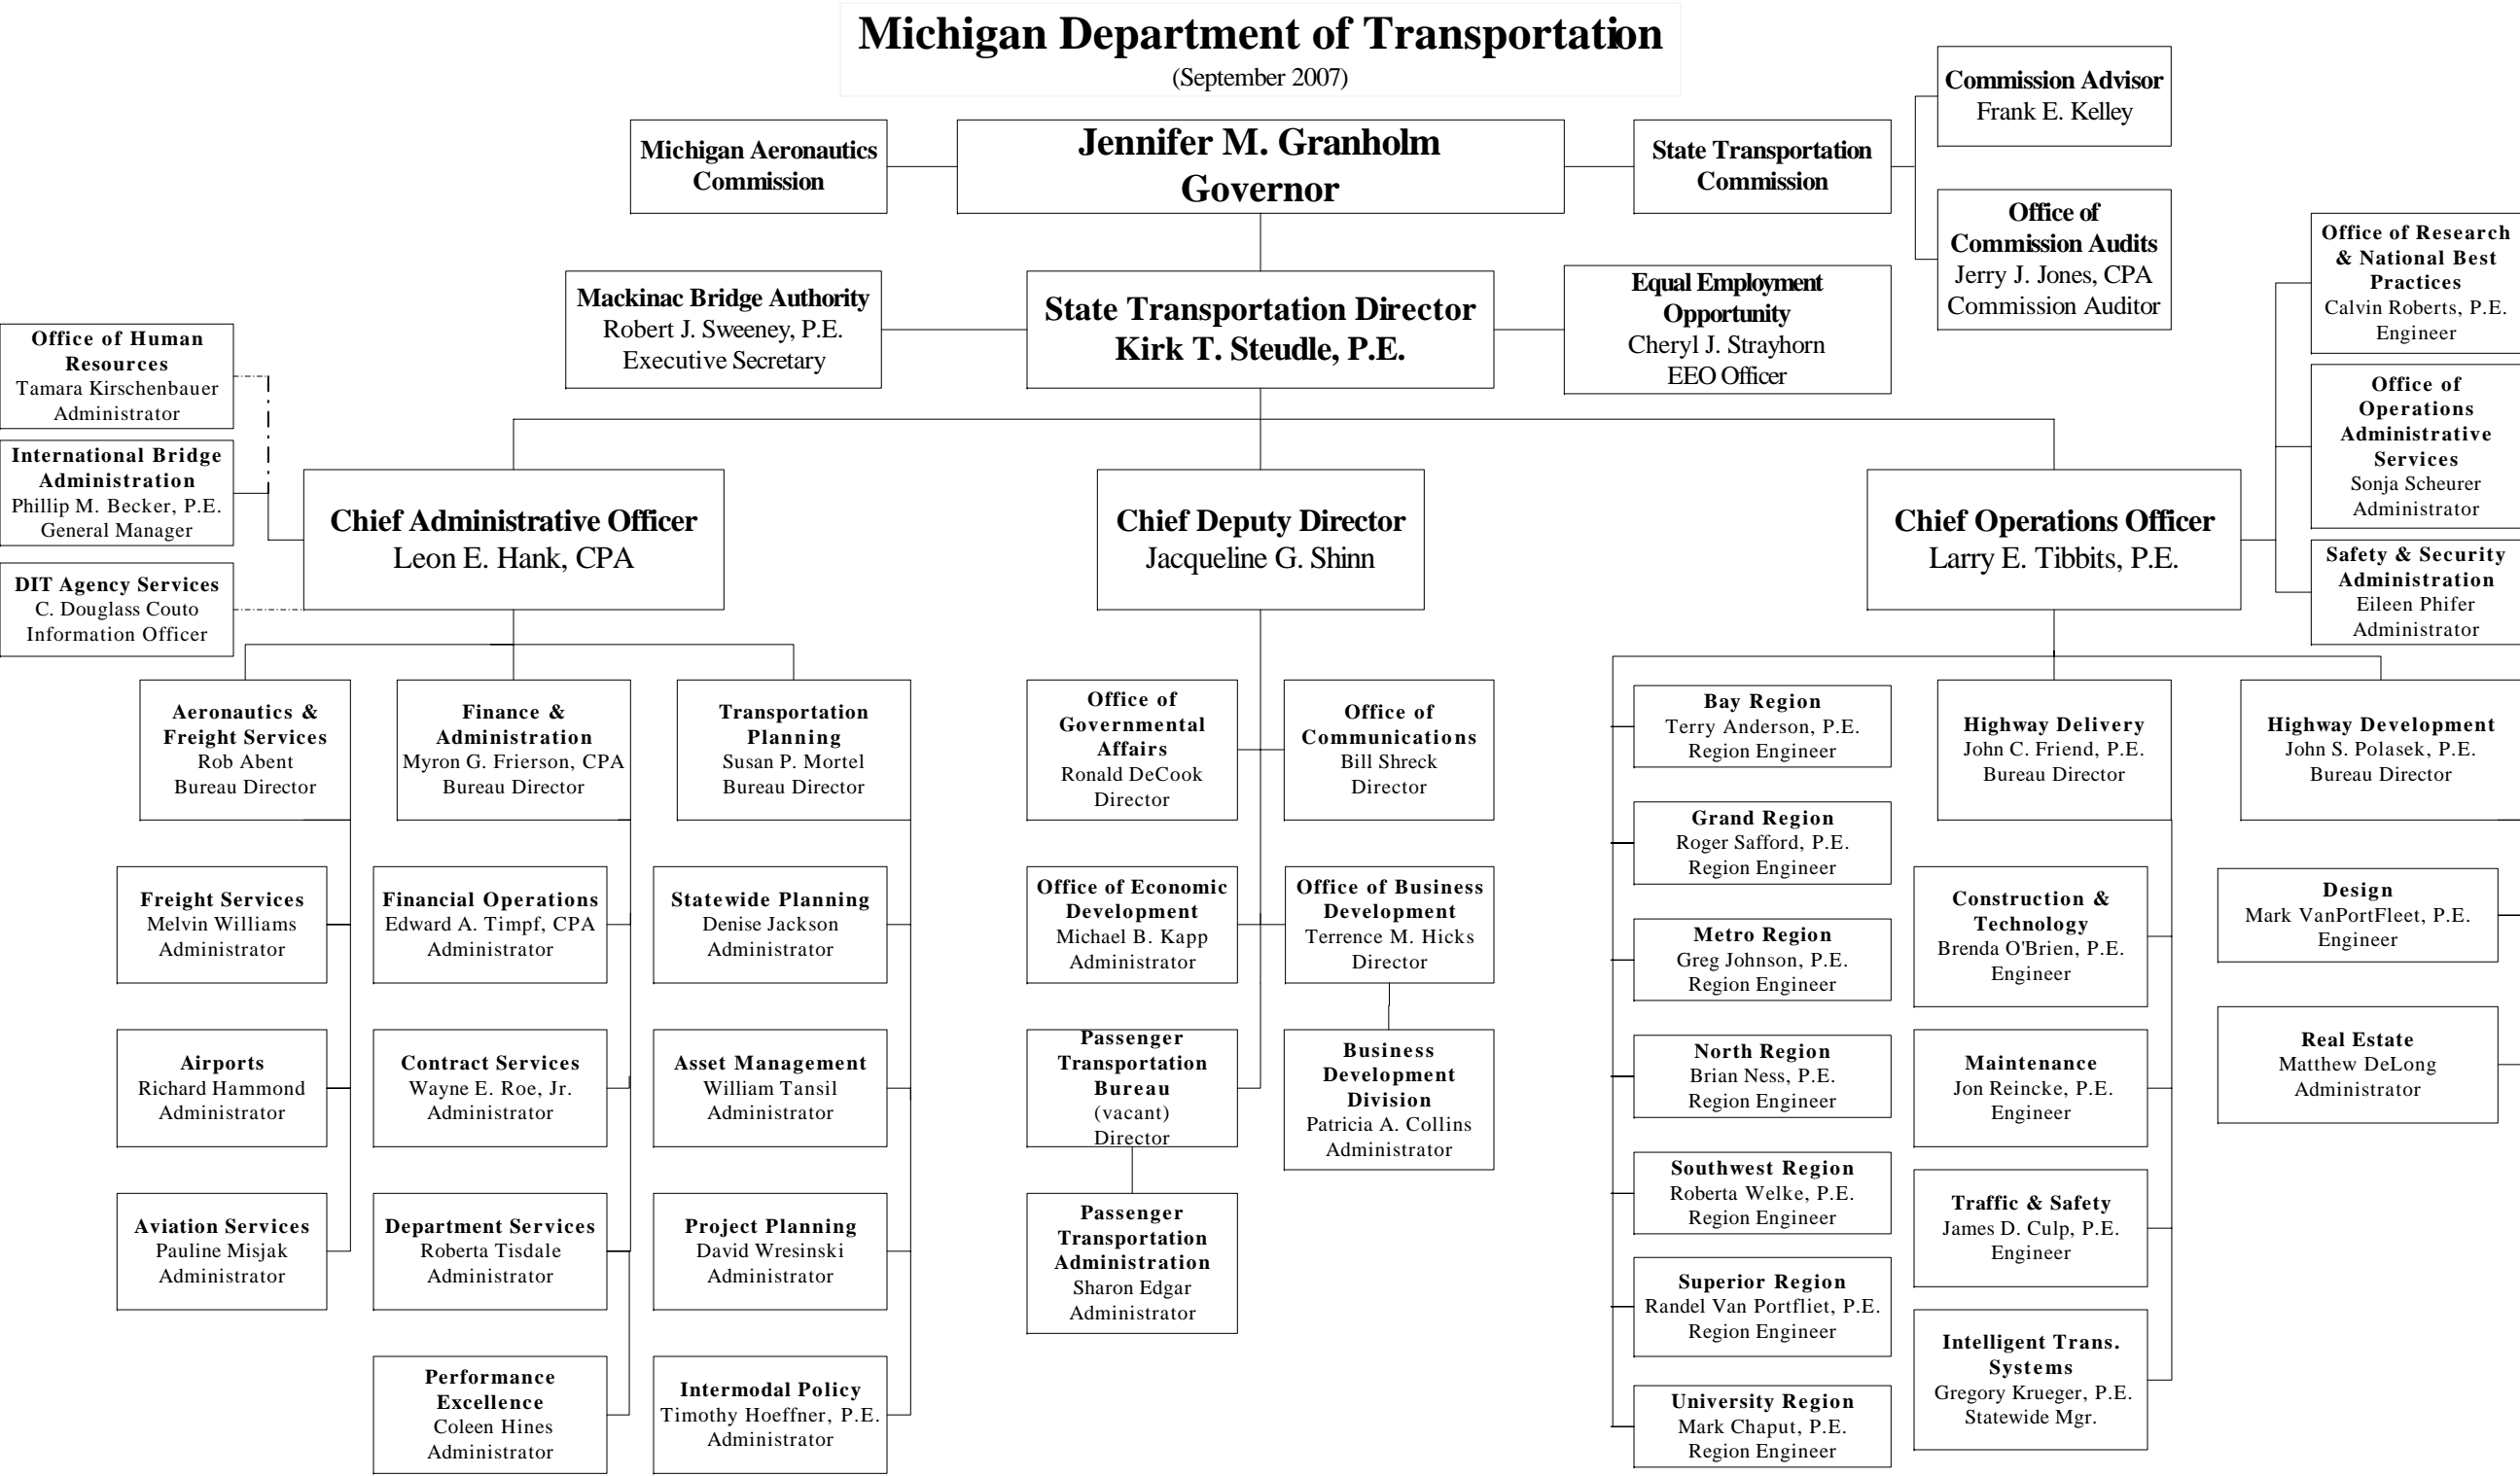 Michigan Department of Transportation
(September 2007)
Commission Advisor
Frank E. Kelley
Michigan Aeronautics
Commission
Jennifer M. Granholm
Governor
State Transportation
Commission
Office of
Commission Audits
Jerry J. Jones, CPA
Commission Auditor
Mackinac Bridge Authority
Robert J. Sweeney, P.E.
Executive Secretary
State Transportation Director
Kirk T. Steudle, P.E.
Equal Employment
Opportunity
Cheryl J. Strayhorn
EEO Officer
Office of Human
Resources
Tamara Kirschenbauer
Administrator
International Bridge
Administration
Phillip M. Becker, P.E.
General Manager
DIT Agency Services
C. Douglass Couto
Information Officer
Chief Administrative Officer
Leon E. Hank, CPA
Chief Deputy Director
Jacqueline G. Shinn
Chief Operations Officer
Larry E. Tibbits, P.E.
Office of Research
& National Best
Practices
Calvin Roberts, P.E.
Engineer
Office of
Operations
Administrative
Services
Sonja Scheurer
Administrator
Safety & Security
Administration
Eileen Phifer
Administrator
Aeronautics &
Freight Services
Rob Abent
Bureau Director
Freight Services
Melvin Williams
Administrator
Airports
Richard Hammond
Administrator
Aviation Services
Pauline Misjak
Administrator
Finance &
Administration
Myron G. Frierson, CPA
Bureau Director
Financial Operations
Edward A. Timpf, CPA
Administrator
Contract Services
Wayne E. Roe, Jr.
Administrator
Department Services
Roberta Tisdale
Administrator
Performance
Excellence
Coleen Hines
Administrator
Transportation
Planning
Susan P. Mortel
Bureau Director
Statewide Planning
Denise Jackson
Administrator
Asset Management
William Tansil
Administrator
Project Planning
David Wresinski
Administrator
Intermodal Policy
Timothy Hoeffner, P.E.
Administrator
Office of
Governmental
Affairs
Ronald DeCook
Director
Office of
Communications
Bill Shreck
Director
Office of Economic
Development
Michael B. Kapp
Administrator
Office of Business
Development
Terrence M. Hicks
Director
Passenger
Transportation
Bureau
(vacant)
Director
Business
Development
Division
Patricia A. Collins
Administrator
Passenger
Transportation
Administration
Sharon Edgar
Administrator
Bay Region
Terry Anderson, P.E.
Region Engineer
Grand Region
Roger Safford, P.E.
Region Engineer
Metro Region
Greg Johnson, P.E.
Region Engineer
North Region
Brian Ness, P.E.
Region Engineer
Southwest Region
Roberta Welke, P.E.
Region Engineer
Superior Region
Randel Van Portfliet, P.E.
Region Engineer
University Region
Mark Chaput, P.E.
Region Engineer
Highway Delivery
John C. Friend, P.E.
Bureau Director
Construction &
Technology
Brenda O'Brien, P.E.
Engineer
Maintenance
Jon Reincke, P.E.
Engineer
Traffic & Safety
James D. Culp, P.E.
Engineer
Intelligent Trans.
Systems
Gregory Krueger, P.E.
Statewide Mgr.
Highway Development
John S. Polasek, P.E.
Bureau Director
Design
Mark VanPortFleet, P.E.
Engineer
Real Estate
Matthew DeLong
Administrator